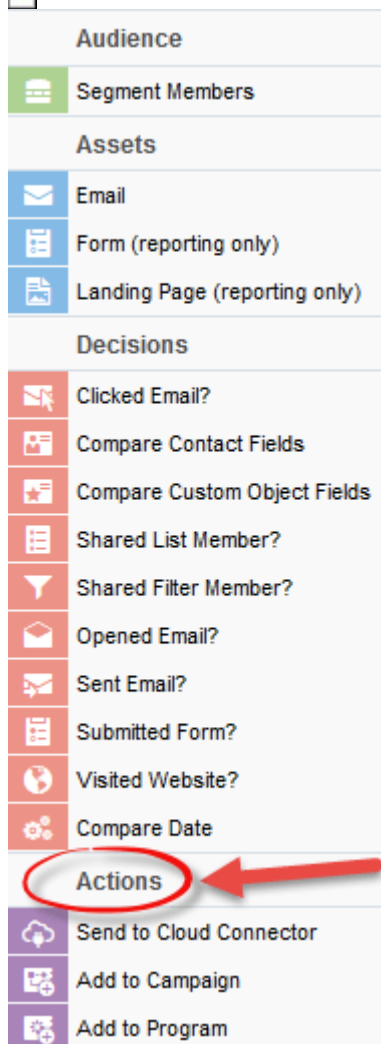 Audience
Segment Members
Assets
Email
Form (reporting only)
Landing Page (reporting only)
Decisions
Clicked Email?
Compare Contact Fields
Compare Custom Object Fields
Shared List Member?
Shared Filter Member?
Opened Email?
Sent Email?
Submitted Form?
Visited Website?
Compare Date
Actions
Send to Cloud Connector
Add to Campaign
Add to Program